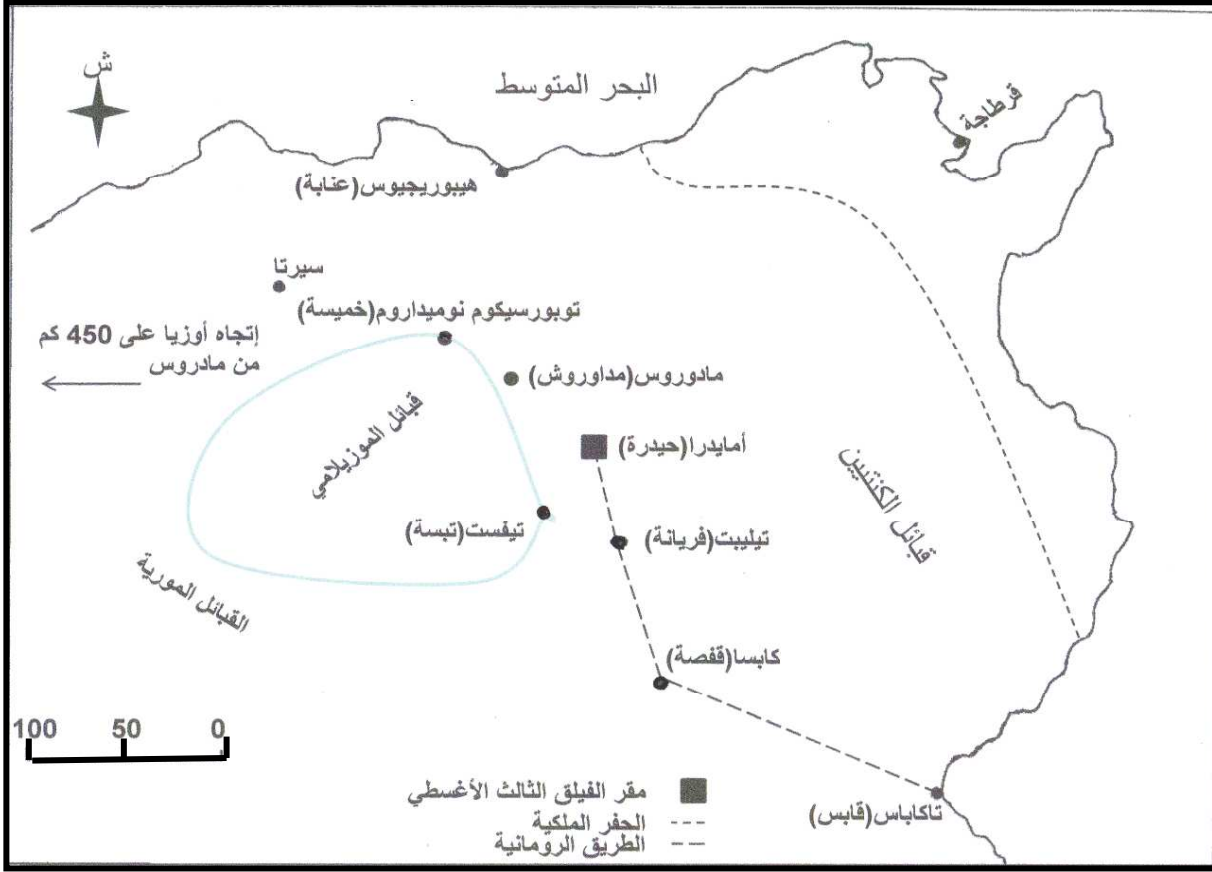 ش
البحر المتوسط
قرطاجة
هيبوريجيوس(عنابة)
سيرتا
توبورسيكوم نوميداروم(خميسة)
إتجاه أوزيا على 450 كم
من مادروس
مادوروس(مداوروش)
قبائل الموزيلامي
أمايدرا(حيدرة)
قبائل الكنتيين
تيفست(تبسة)
تيليبت(فريانة)
القبائل المورية
كابسا(قفصة)
100 50 0
تاكاباس(قابس)
مقر الفيلق الثالث الأغسطي
الحفر الملكية
الطريق الرومانية